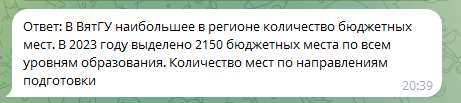 Ответ: В ВятГУ наибольшее в регионе количество бюджетных
мест. В 2023 году выделено 2150 бюджетных места по всем
уровням образования. Количество мест по направлениям
подготовки
20:39